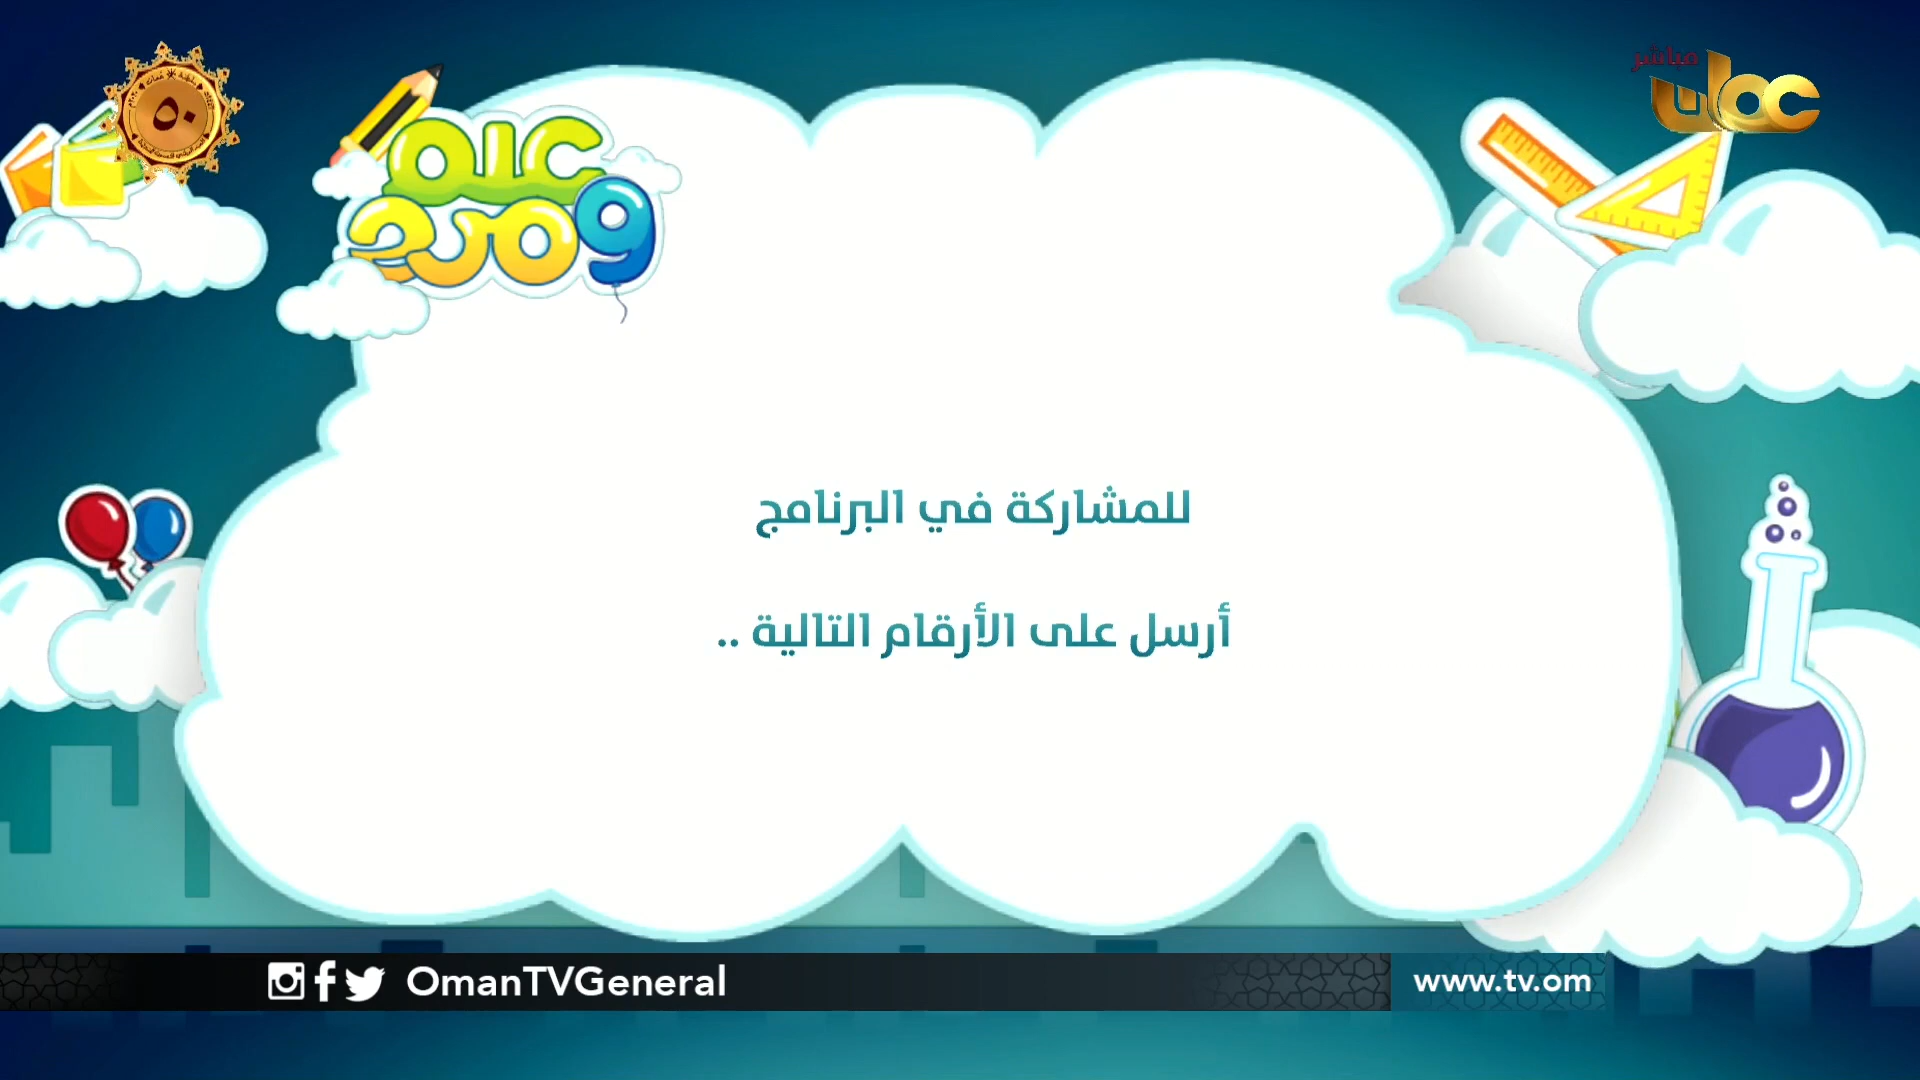 مباشر
عمان
٥٠
علم
ومرح
للمشاركة في البرنامج
أرسل على الأرقام التالية ..
OmanTVGeneral
www.tv.om